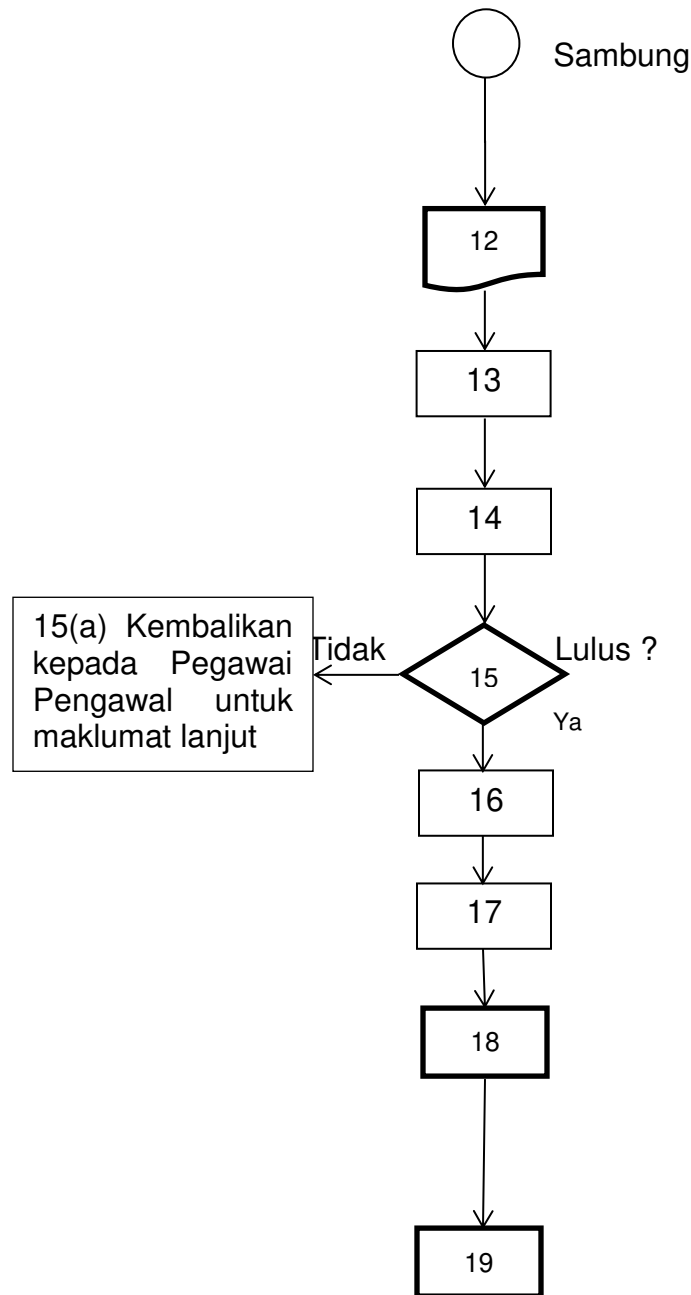 Sambung
12
13
14
15(a) Kembalikan
kepada Pegawai
Pengawal untuk
maklumat lanjut
Tidak
15
Lulus ?
Ya
16
17
18
19